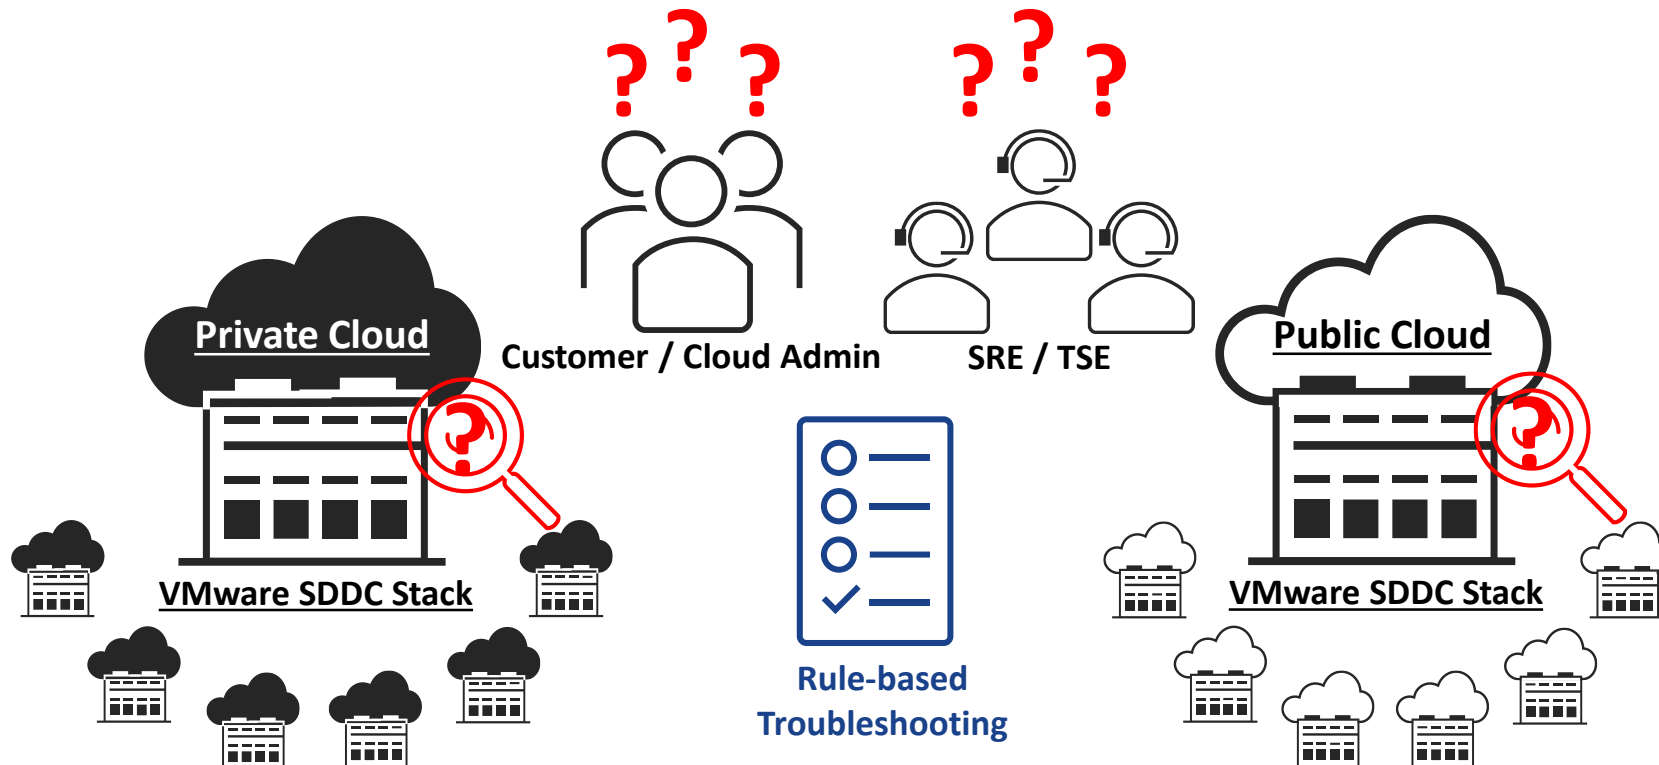 ? ? ?
? ? ?
Private Cloud
Customer / Cloud Admin
SRE / TSE
Public Cloud
?
?
VMware SDDC Stack
VMware SDDC Stack
Rule-based
Troubleshooting